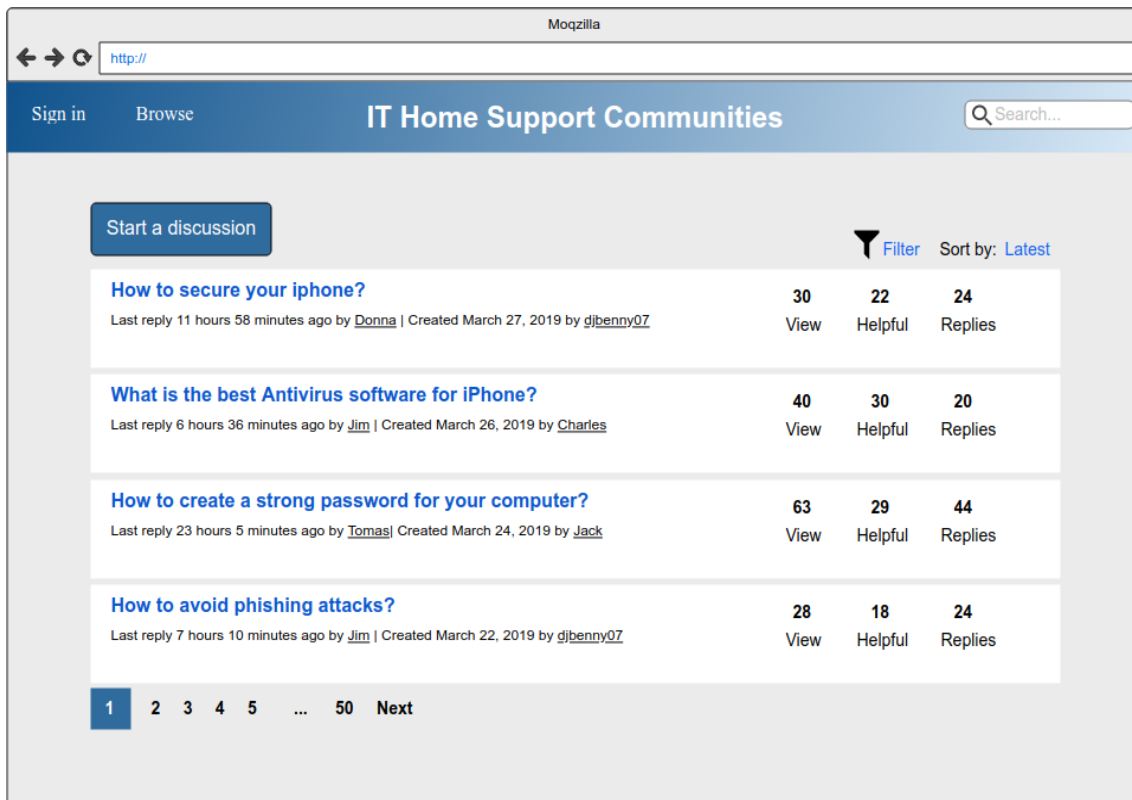 Moqzilla
http://
Sign in Browse IT Home Support Communities Search...
Start a discussion
Filter Sort by: Latest
How to secure your iphone?
Last reply 11 hours 58 minutes ago by Donna | Created March 27, 2019 by djbenny07
30 22 24
View Helpful Replies
What is the best Antivirus software for iPhone?
Last reply 6 hours 36 minutes ago by Jim | Created March 26, 2019 by Charles
40 30 20
View Helpful Replies
How to create a strong password for your computer?
Last reply 23 hours 5 minutes ago by Tomas| Created March 24, 2019 by Jack
63 29 44
View Helpful Replies
How to avoid phishing attacks?
Last reply 7 hours 10 minutes ago by Jim | Created March 22, 2019 by djbenny07
28 18 24
View Helpful Replies
1 2 3 4 5 ... 50 Next